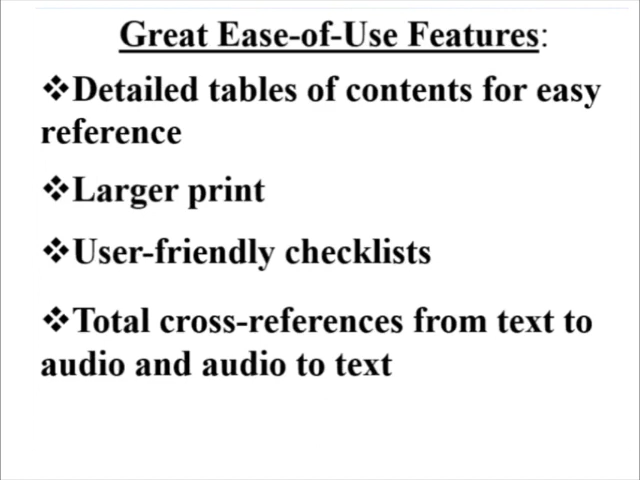 Great Ease-of-Use Features:
❖Detailed tables of contents for easy
reference
❖Larger print
❖User-friendly checklists
❖Total cross-references from text to
audio and audio to text